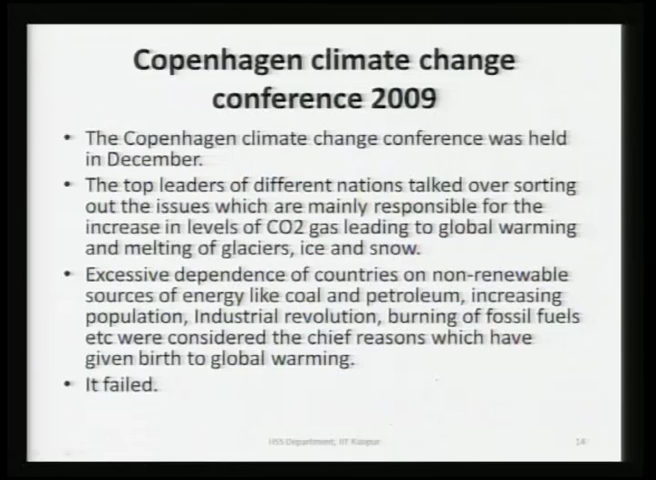 Copenhagen climate change
conference 2009
• The Copenhagen climate change conference was held
in December.
• The top leaders of different nations talked over sorting
out the issues which are mainly responsible for the
increase in levels of CO2 gas leading to global warming
and melting of glaciers, ice and snow.
• Excessive dependence of countries on non-renewable
sources of energy like coal and petroleum, increasing
population, Industrial revolution, burning of fossil fuels
etc were considered the chief reasons which have
given birth to global warming.
• It failed.
HSS Department, IIT Kanpur
14